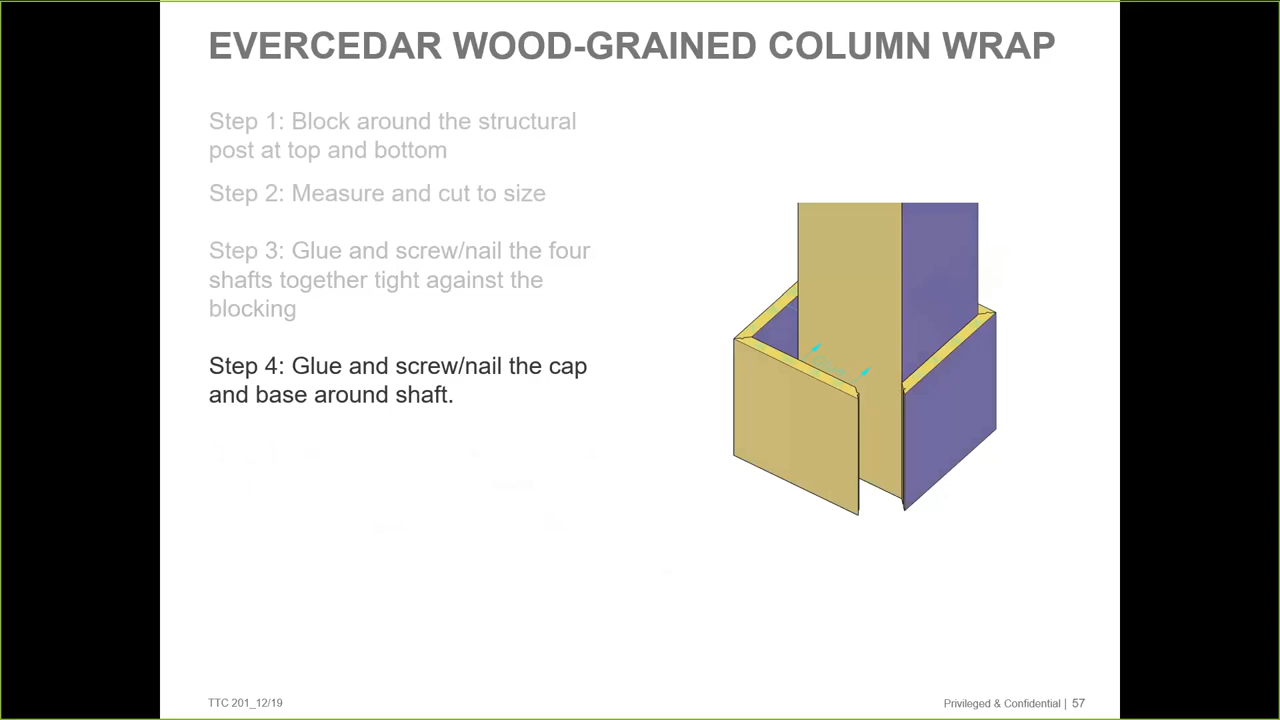 EVERCEDAR WOOD-GRAINED COLUMN WRAP
Step 1: Block around the structural
post at top and bottom
Step 2: Measure and cut to size
Step 3: Glue and screw/nail the four
shafts together tight against the
blocking
Step 4: Glue and screw/nail the cap
and base around shaft.
TTC 201_12/19
Privileged & Confidential | 57